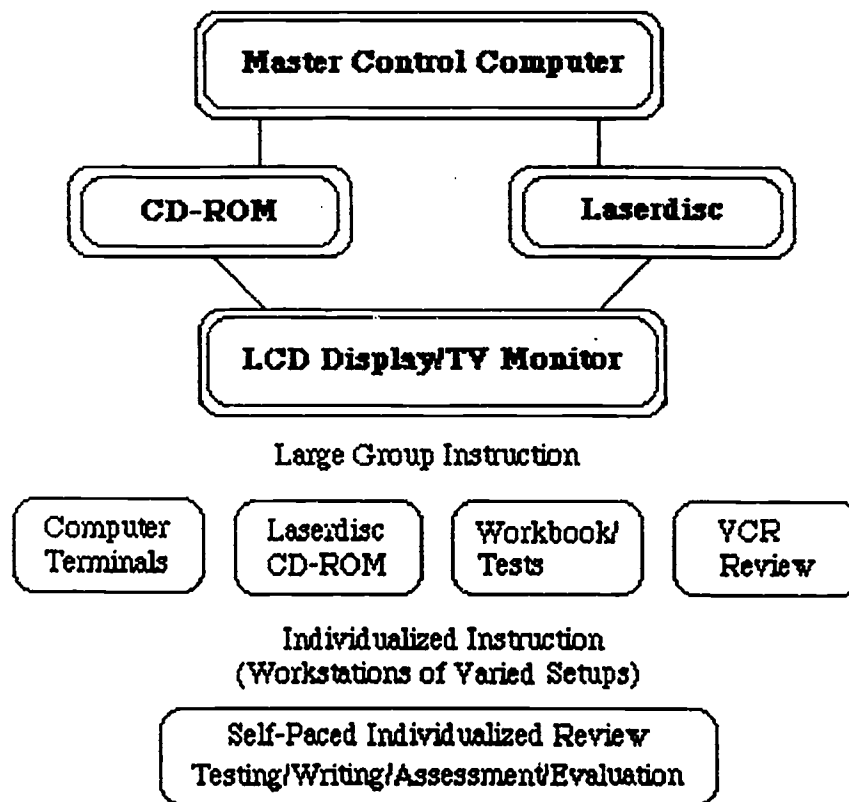 Master Control Computer
CD-ROM
Laserdisc
LCD Display/TV Monitor
Large Group Instruction
Computer
Terminals
Laserdisc
CD-ROM
Workbook/
Tests
VCR
Review
Individualized Instruction
(Workstations of Varied Setups)
Self-Paced Individualized Review
Testing/Writing/Assessment/Evaluation